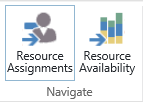 Resource
Assignments
Resource
Availability
Navigate